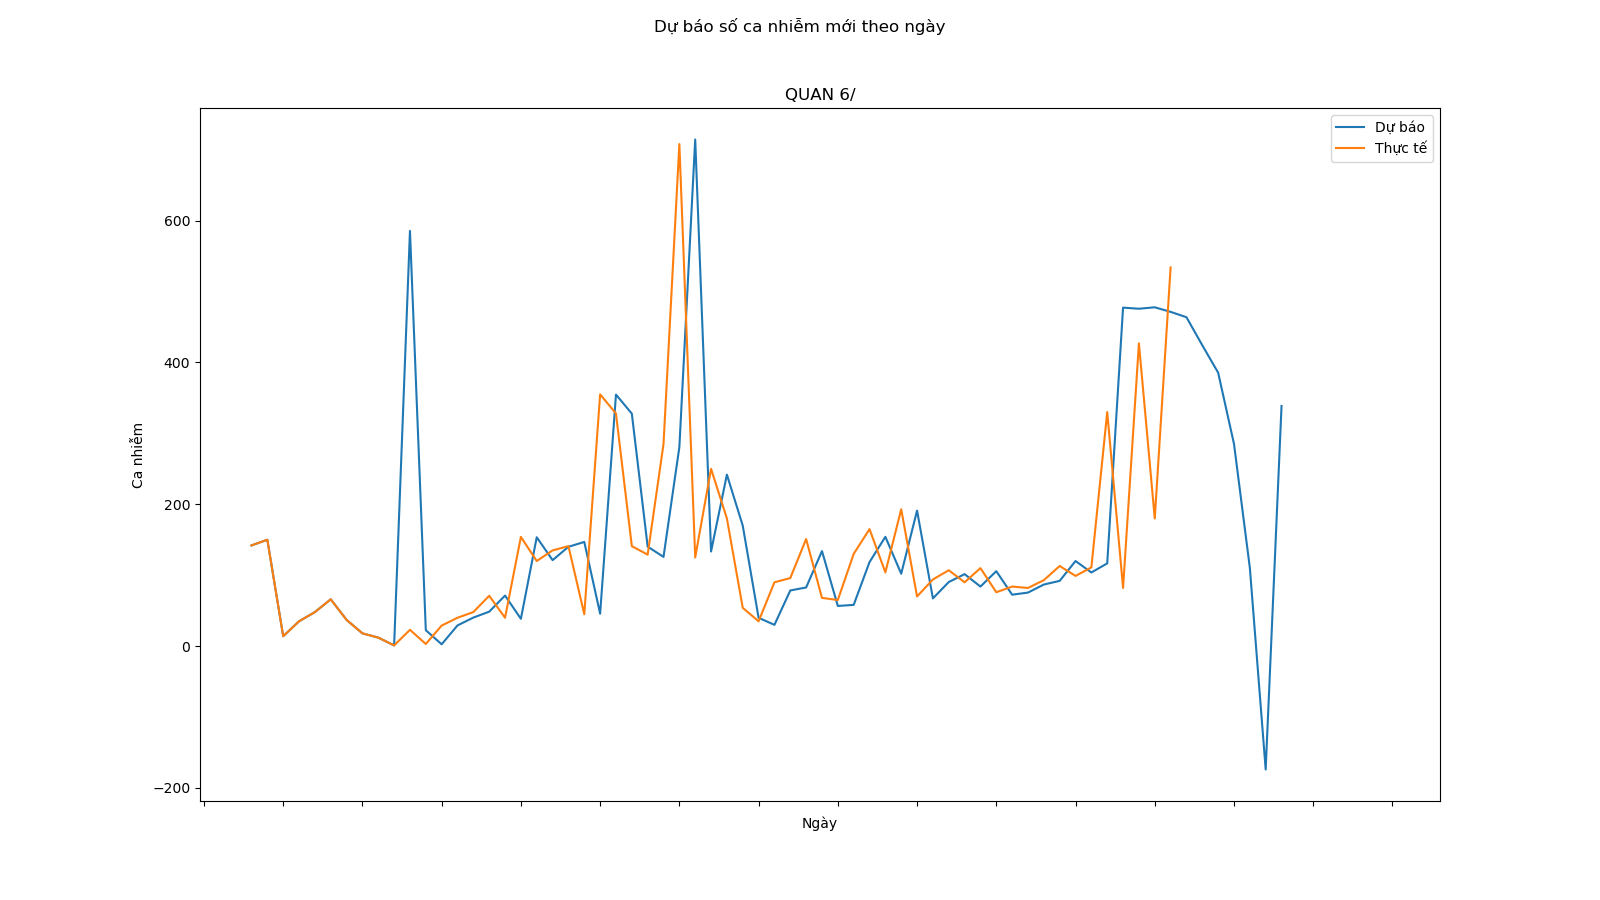 Dự báo số ca nhiễm mới theo ngày
QUAN 6/
Dự báo
Thực tế
600
400
200
0
−200
Ca nhiễm
Ngày